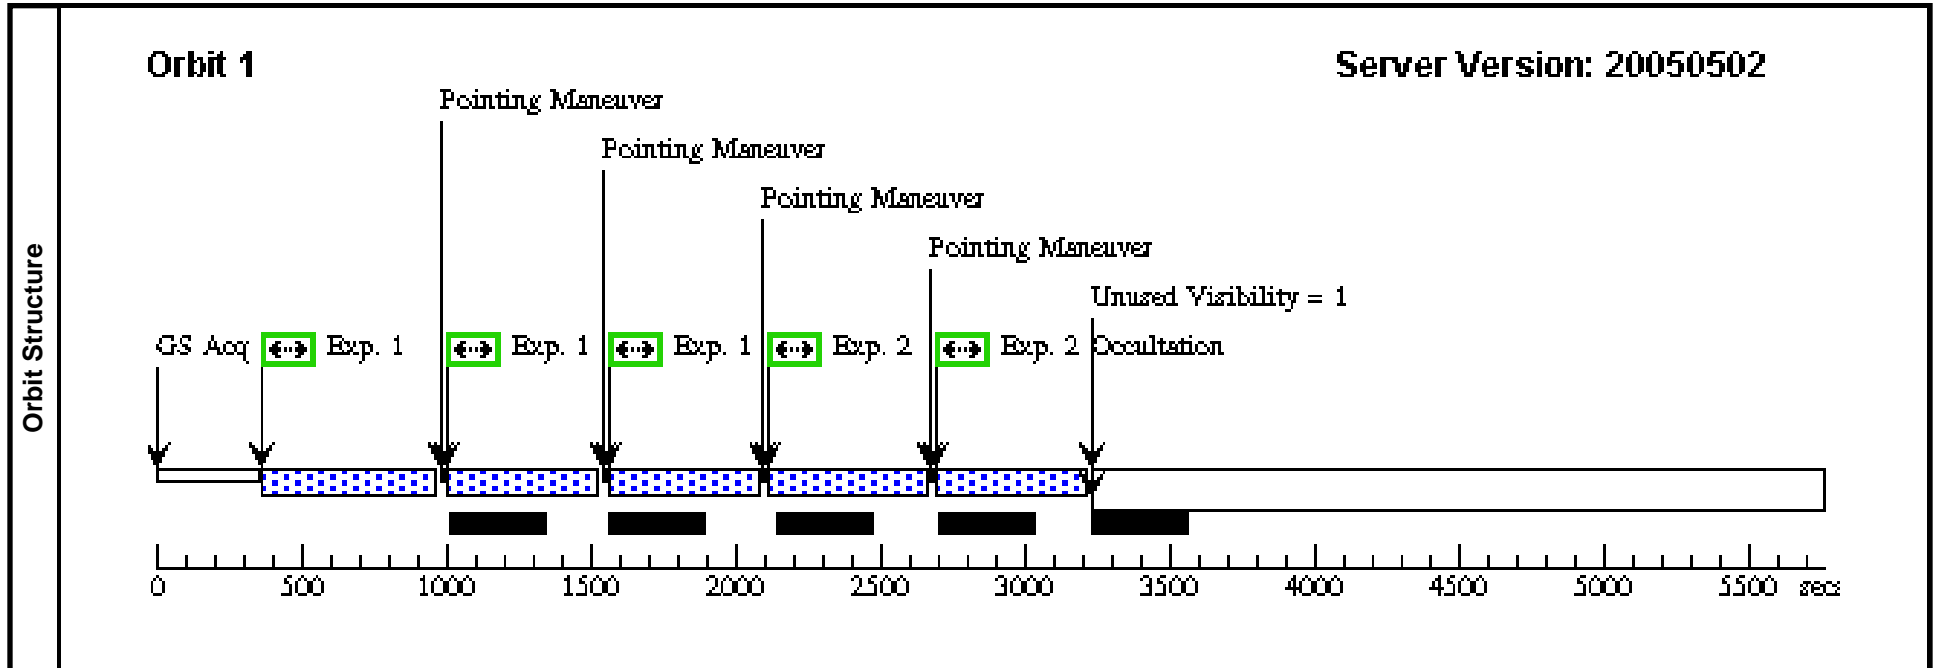 Orbit Structure
Orbit 1
Server Version: 20050502
Pointing Maneuver
Pointing Maneuver
Pointing Maneuver
Pointing Maneuver
Unused Visibility = 1
GS Acq Exp. 1 Exp. 1 Exp. 1 Exp. 2 Exp. 2 Occultation
0 500 1000 1500 2000 2500 3000 3500 4000 4500 5000 5500 secs